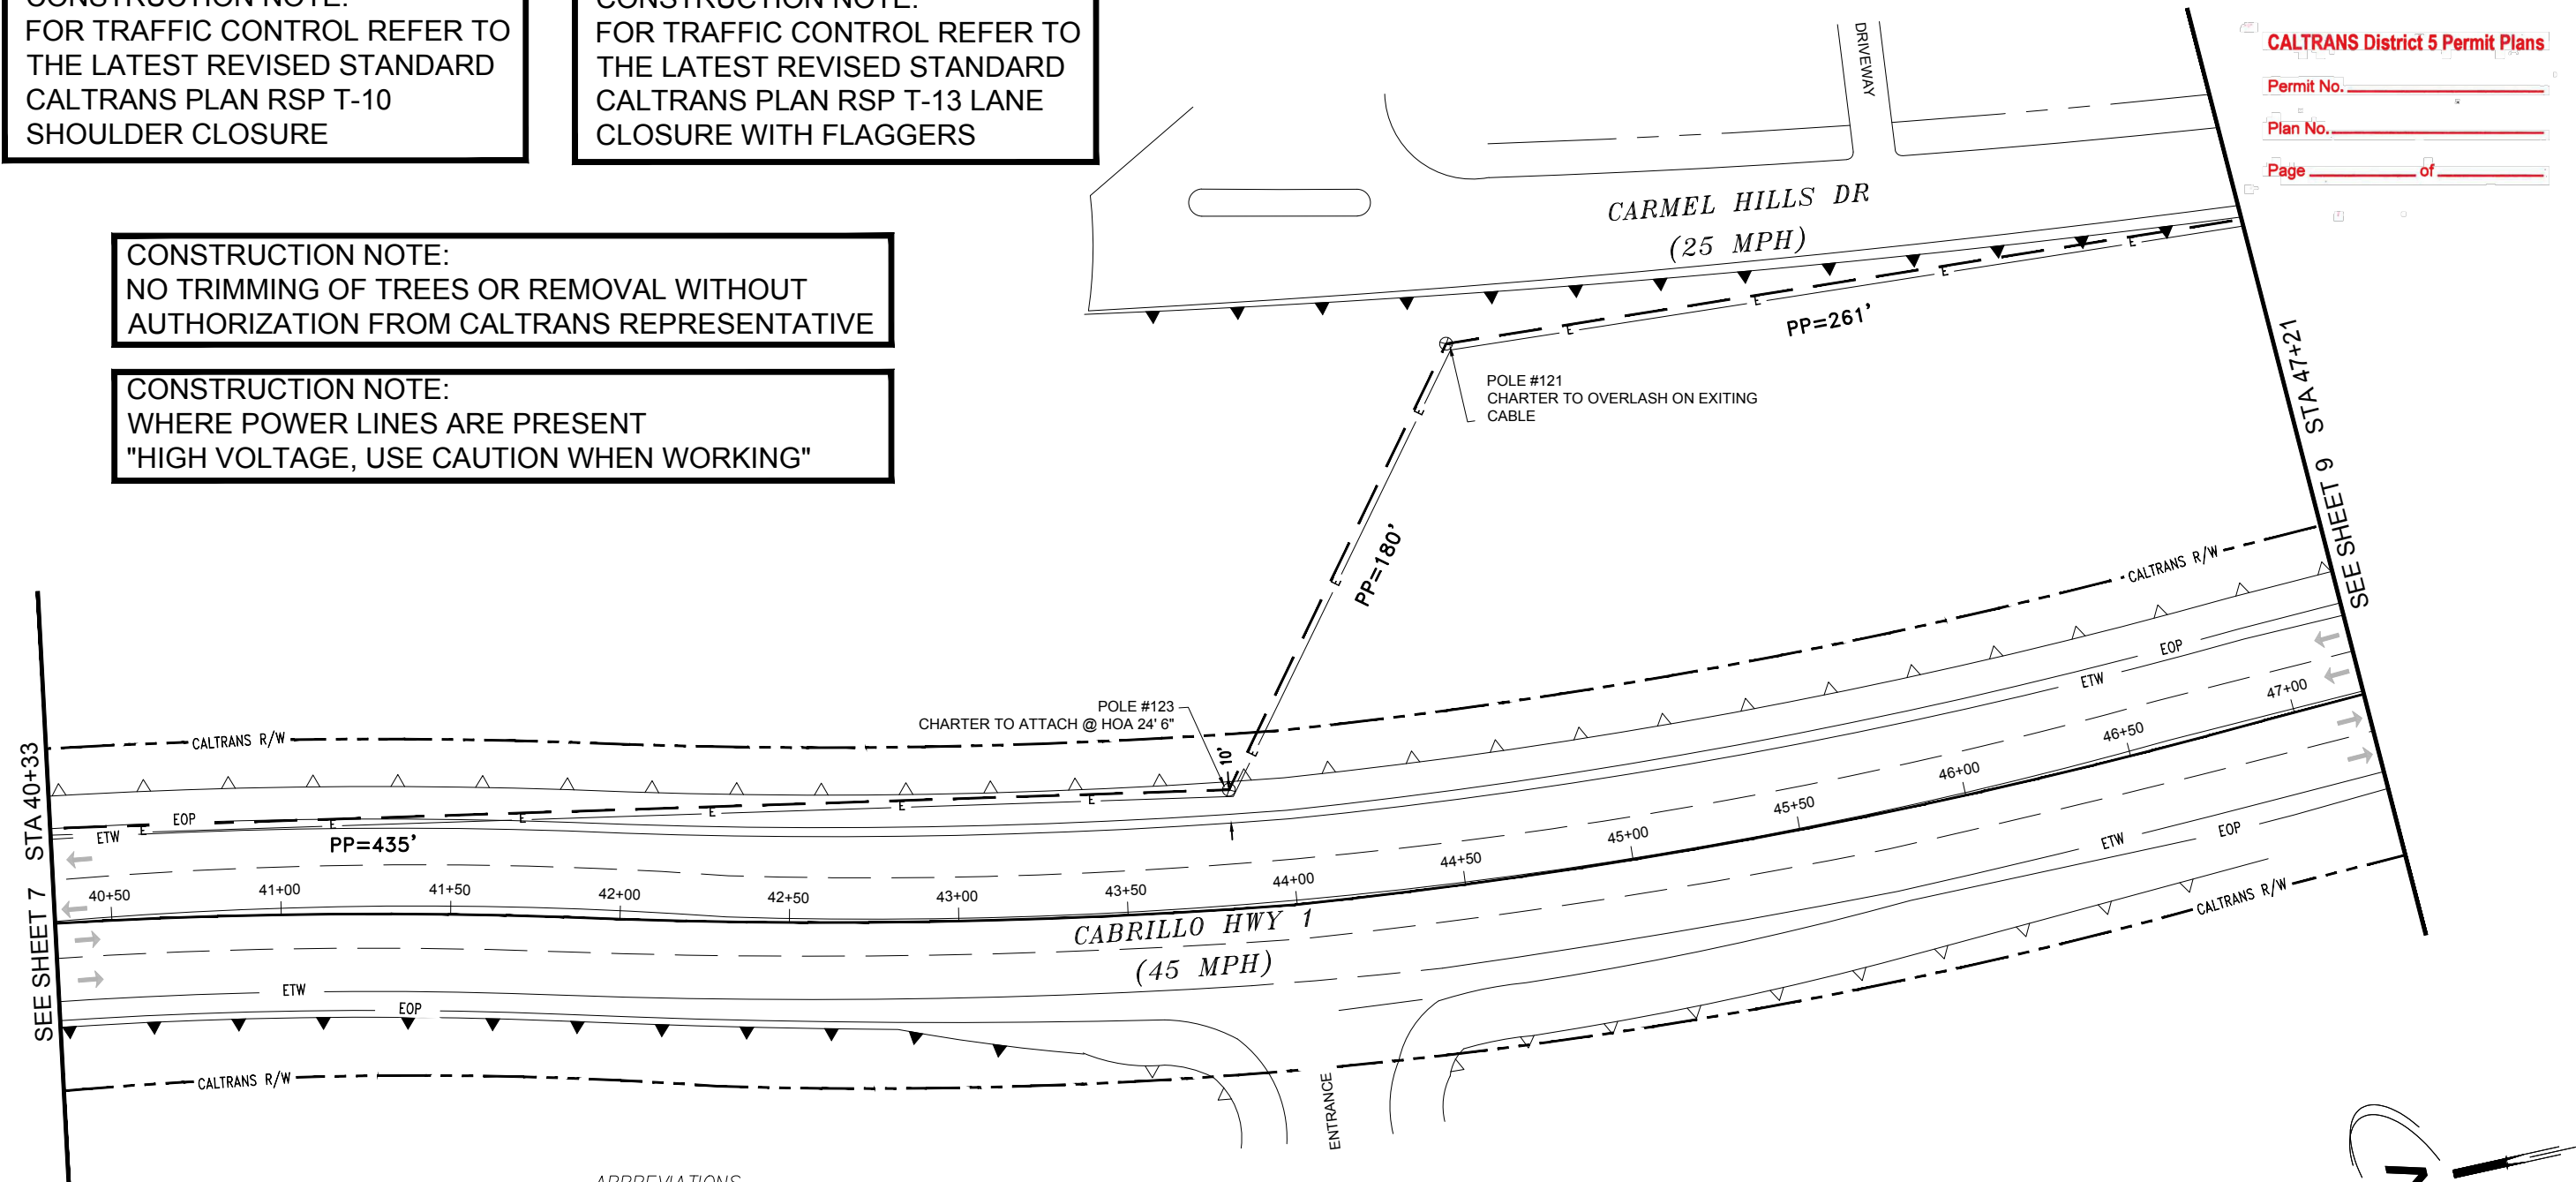 CONSTRUCTION NOTE:
FOR TRAFFIC CONTROL REFER TO
THE LATEST REVISED STANDARD
CALTRANS PLAN RSP T-10
SHOULDER CLOSURE
CONSTRUCTION NOTE:
FOR TRAFFIC CONTROL REFER TO
THE LATEST REVISED STANDARD
CALTRANS PLAN RSP T-13 LANE
CLOSURE WITH FLAGGERS
CALTRANS District 5 Permit Plans
Permit No.
Plan No.
Page of
DRIVEWAY
CARMEL HILLS DR
(25 MPH)
CONSTRUCTION NOTE:
NO TRIMMING OF TREES OR REMOVAL WITHOUT
AUTHORIZATION FROM CALTRANS REPRESENTATIVE
CONSTRUCTION NOTE:
WHERE POWER LINES ARE PRESENT
"HIGH VOLTAGE, USE CAUTION WHEN WORKING"
E
E
E
E
PP=261'
POLE #121
CHARTER TO OVERLASH ON EXITING
CABLE
E
E
E
PP=180'
SEE SHEET 9 STA 47+21
CALTRANS R/W
EOP
ETW
POLE #123
CHARTER TO ATTACH @ HOA 24' 6"
10'
CALTRANS R/W
SEE SHEET 7 STA 40+33
EOP
ETW
E
E
E
E
E
E
PP=435'
40+50
41+00
41+50
42+00
42+50
43+00
43+50
44+00
44+50
45+00
45+50
46+00
46+50
47+00
CABRILLO HWY 1
(45 MPH)
ETW
EOP
ETW
EOP
CALTRANS R/W
CALTRANS R/W
ENTRANCE
ABBREVIATIONS